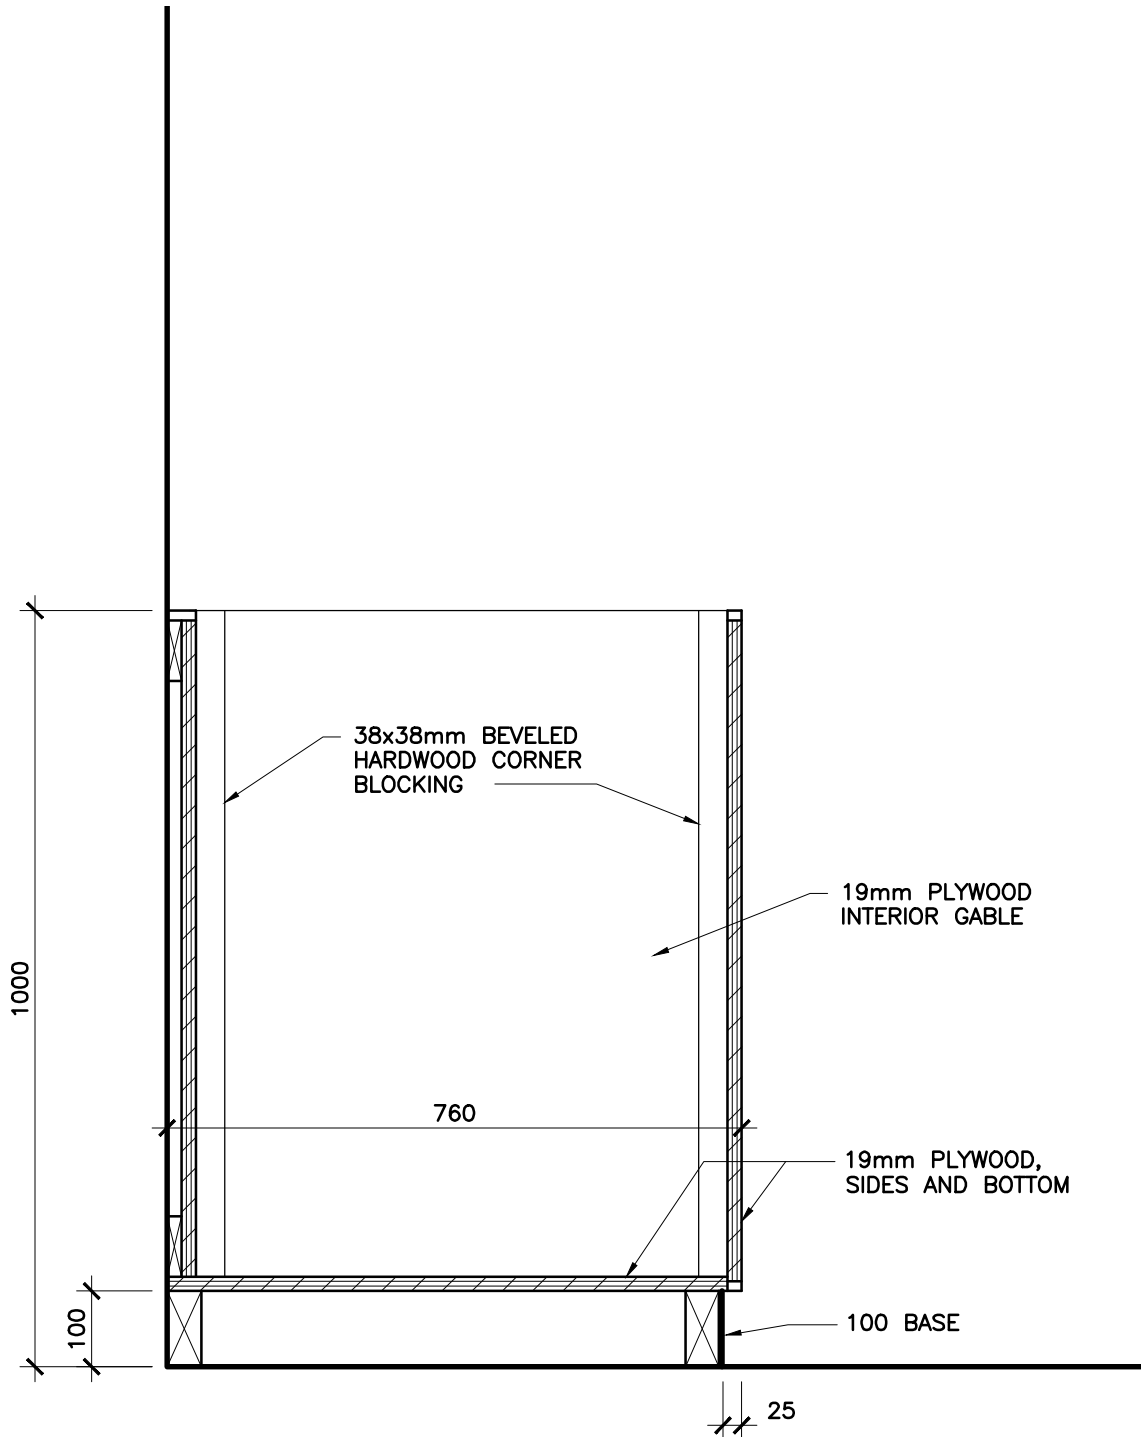 38x38mm BEVELED
HARDWOOD CORNER
BLOCKING
19mm PLYWOOD
INTERIOR GABLE
1000
760
19mm PLYWOOD,
SIDES AND BOTTOM
100
100 BASE
25